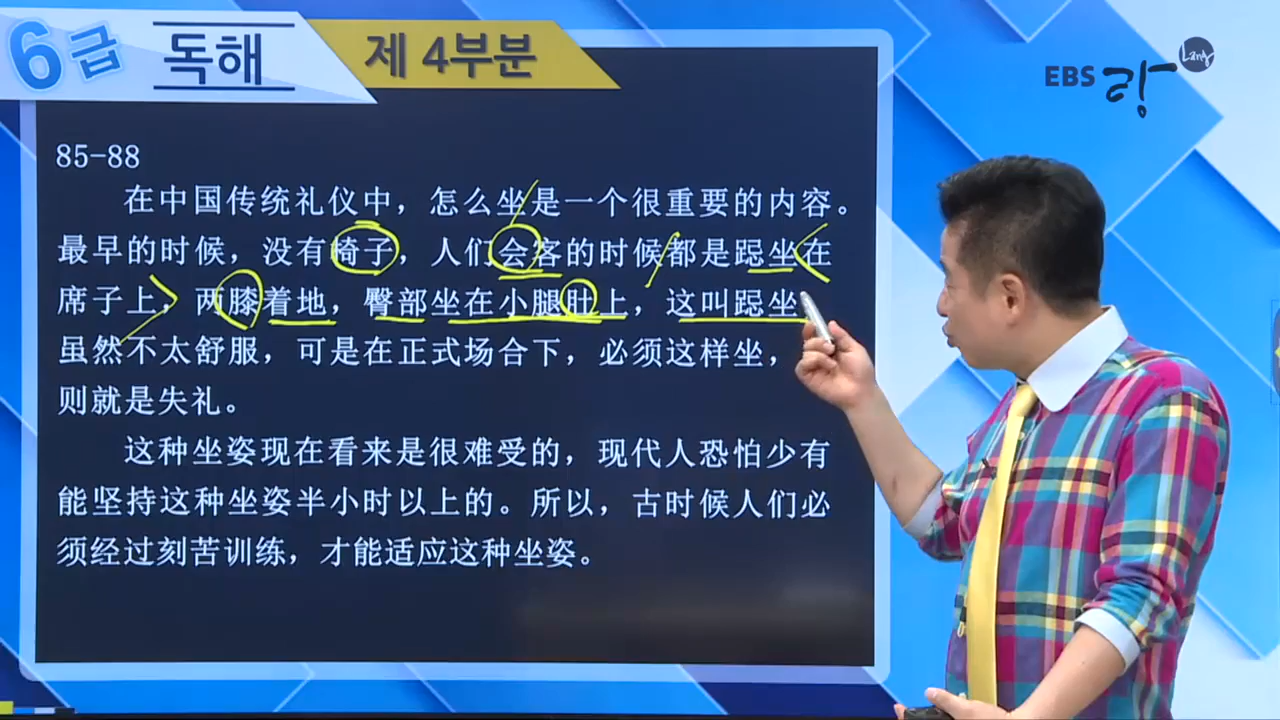 6급
독해
제 4부분
EBS 랑
Lang
85-88
在中国传统礼仪中，怎么坐是一个很重要的内容。
最早的时候，没有椅子，人们会客的时候都是跽坐在
席子上，两膝着地，臀部坐在小腿肚上，这叫跽坐
虽然不太舒服，可是在正式场合下，必须这样坐，
则就是失礼。
这种坐姿现在看来是很难受的，现代人恐怕少有
能坚持这种坐姿半小时以上的。所以，古时候人们必
须经过刻苦训练，才能适应这种坐姿。